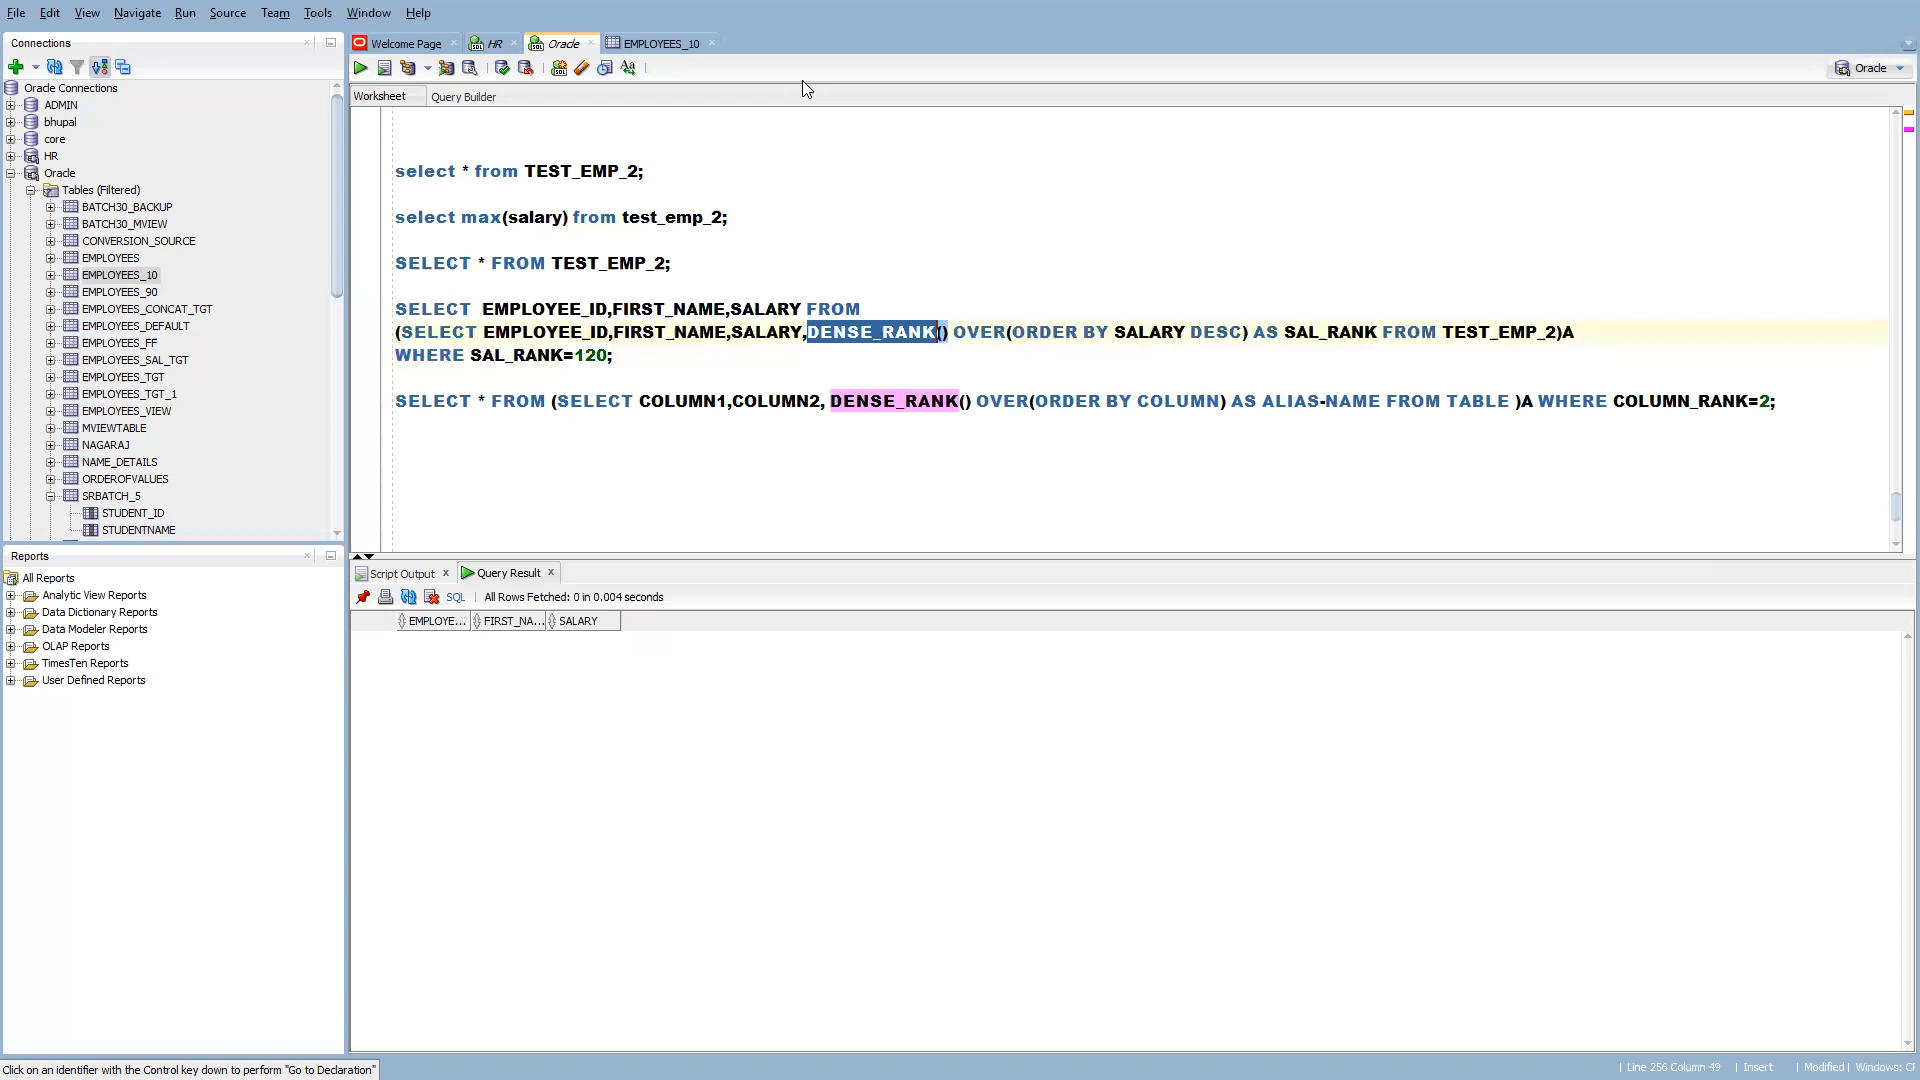 File Edit View Navigate Run Source Team Tools Window Help
Connections
Welcome Page HR Oracle EMPLOYEES_10
Oracle
Worksheet Query Builder
Oracle Connections
ADMIN
bhupal
core
HR
Oracle
Tables (Filtered)
BATCH30_BACKUP
BATCH30_MVIEW
CONVERSION_SOURCE
EMPLOYEES
EMPLOYEES_10
EMPLOYEES_90
EMPLOYEES_CONCAT_TGT
EMPLOYEES_DEFAULT
EMPLOYEES_FF
EMPLOYEES_SAL_TGT
EMPLOYEES_TGT
EMPLOYEES_TGT_1
EMPLOYEES_VIEW
MVIEWTABLE
NAGARAJ
NAME_DETAILS
ORDEROFVALUES
SRBATCH_5
STUDENT_ID
STUDENTNAME
select * from TEST_EMP_2;
select max(salary) from test_emp_2;
SELECT * FROM TEST_EMP_2;
SELECT EMPLOYEE_ID,FIRST_NAME,SALARY FROM
(SELECT EMPLOYEE_ID,FIRST_NAME,SALARY,DENSE_RANK() OVER(ORDER BY SALARY DESC) AS SAL_RANK FROM TEST_EMP_2)A
WHERE SAL_RANK=120;
SELECT * FROM (SELECT COLUMN1,COLUMN2, DENSE_RANK() OVER(ORDER BY COLUMN) AS ALIAS-NAME FROM TABLE )A WHERE COLUMN_RANK=2;
Reports
All Reports
Analytic View Reports
Data Dictionary Reports
Data Modeler Reports
OLAP Reports
TimesTen Reports
User Defined Reports
Script Output Query Result
SQL All Rows Fetched: 0 in 0.004 seconds
EMPLOYE... FIRST_NA... SALARY
Click on an identifier with the Control key down to perform "Go to Declaration"
Line 256 Column 49 Insert Modified Windows: CF